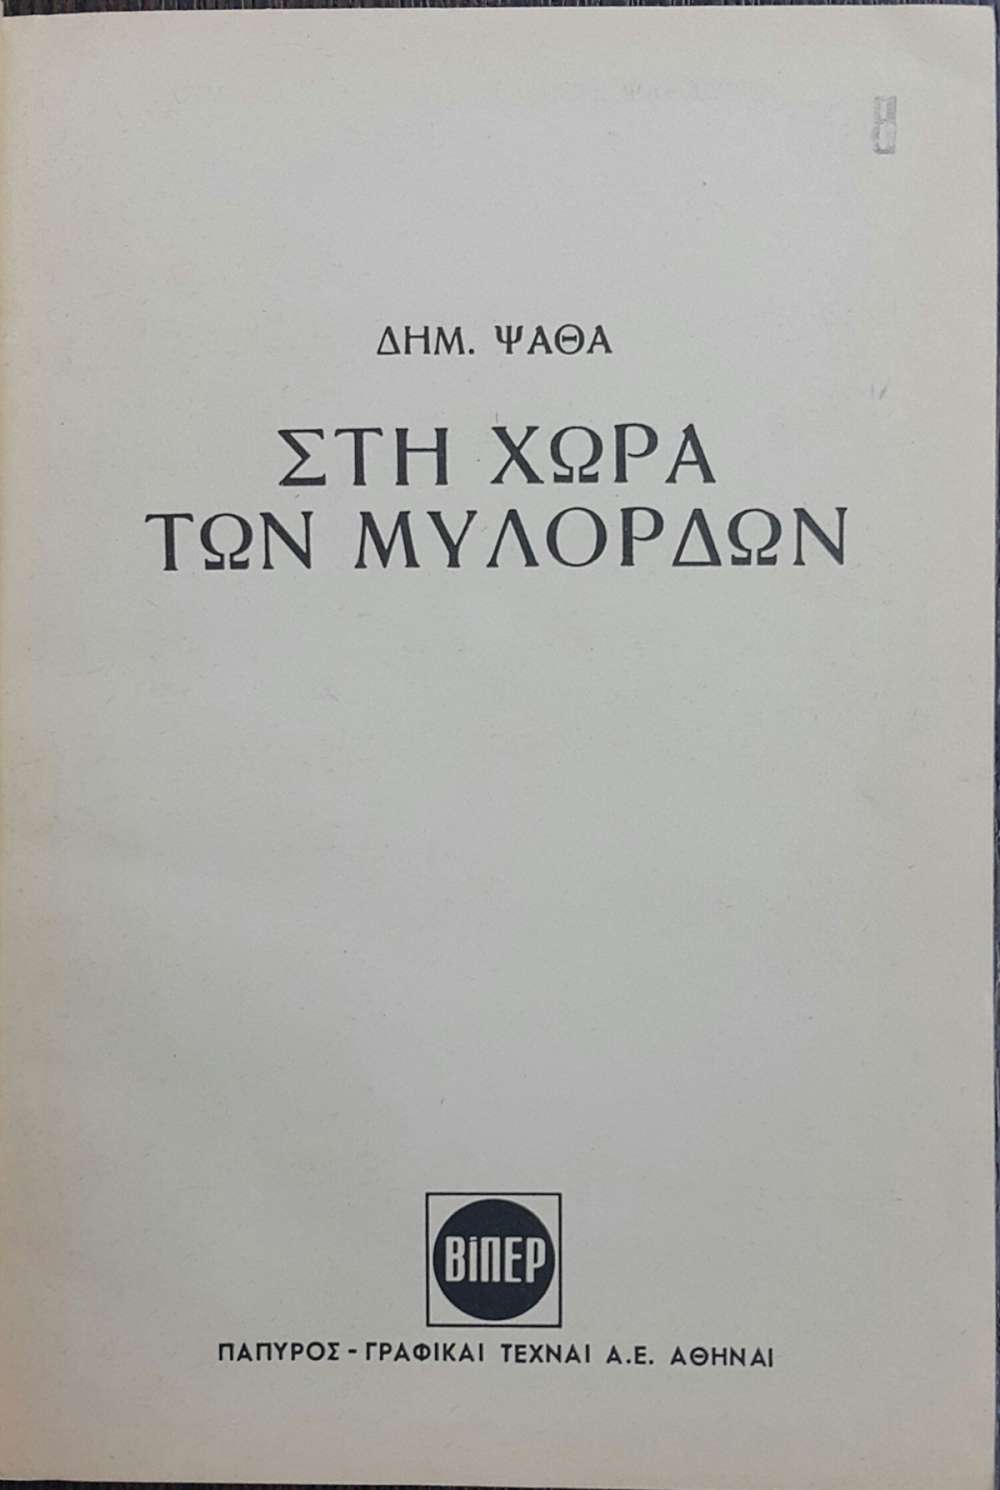 ΔΗΜ. ΨΑΘΑ
ΣΤΗ ΧΩΡΑ
ΤΩΝ ΜΥΛΟΡΔΩΝ
ΒΙΠΕΡ
ΠΑΠΥΡΟΣ - ΓΡΑΦΙΚΑΙ ΤΕΧΝΑΙ Α.Ε. ΑΘΗΝΑΙ